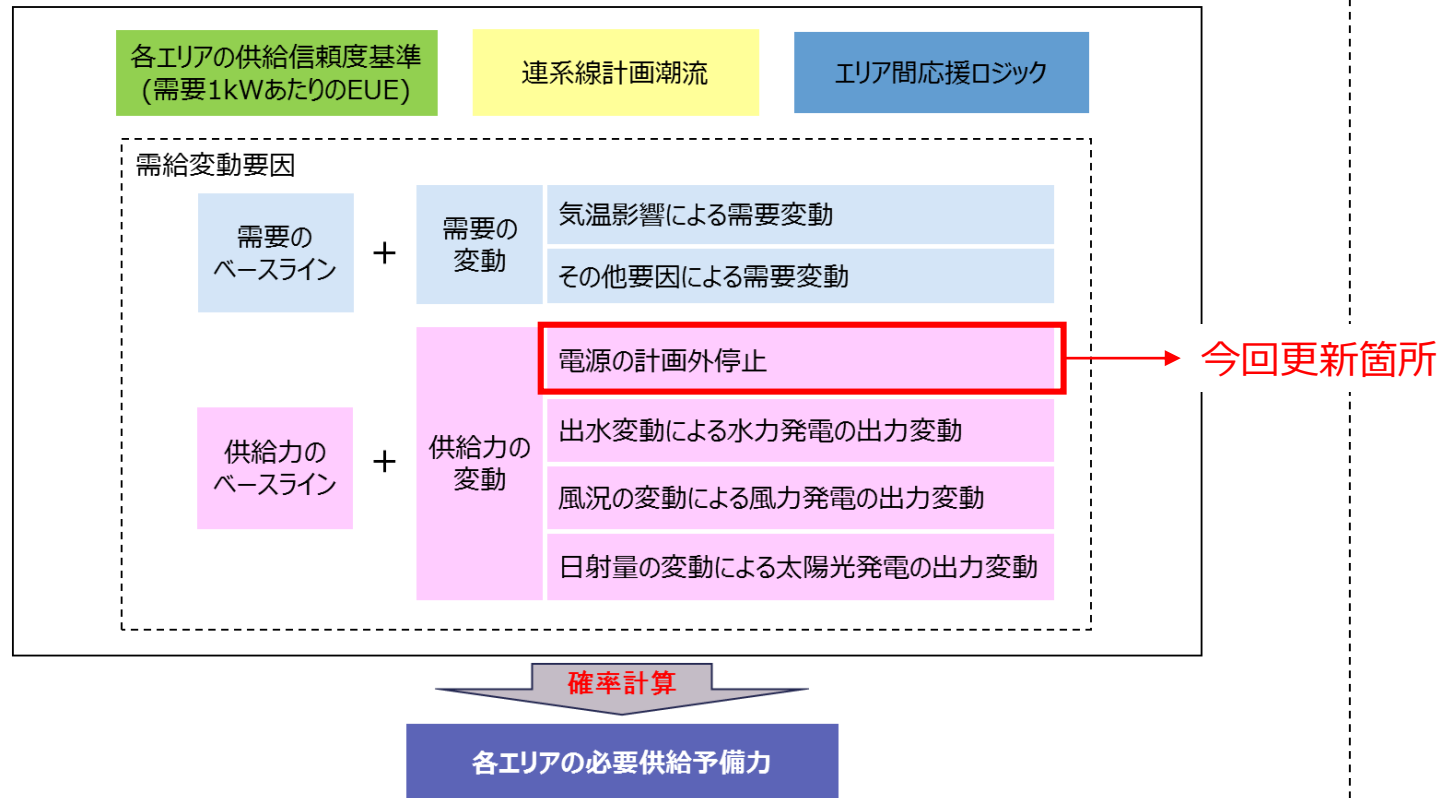 各エリアの供給信頼度基準
(需要1kWあたりのEUE)
連系線計画潮流
エリア間応援ロジック
需給変動要因
需要の
ベースライン
＋
需要の
変動
気温影響による需要変動
その他要因による需要変動
供給力の
ベースライン
＋
供給力の
変動
電源の計画外停止
今回更新箇所
出水変動による水力発電の出力変動
風況の変動による風力発電の出力変動
日射量の変動による太陽光発電の出力変動
確率計算
各エリアの必要供給予備力